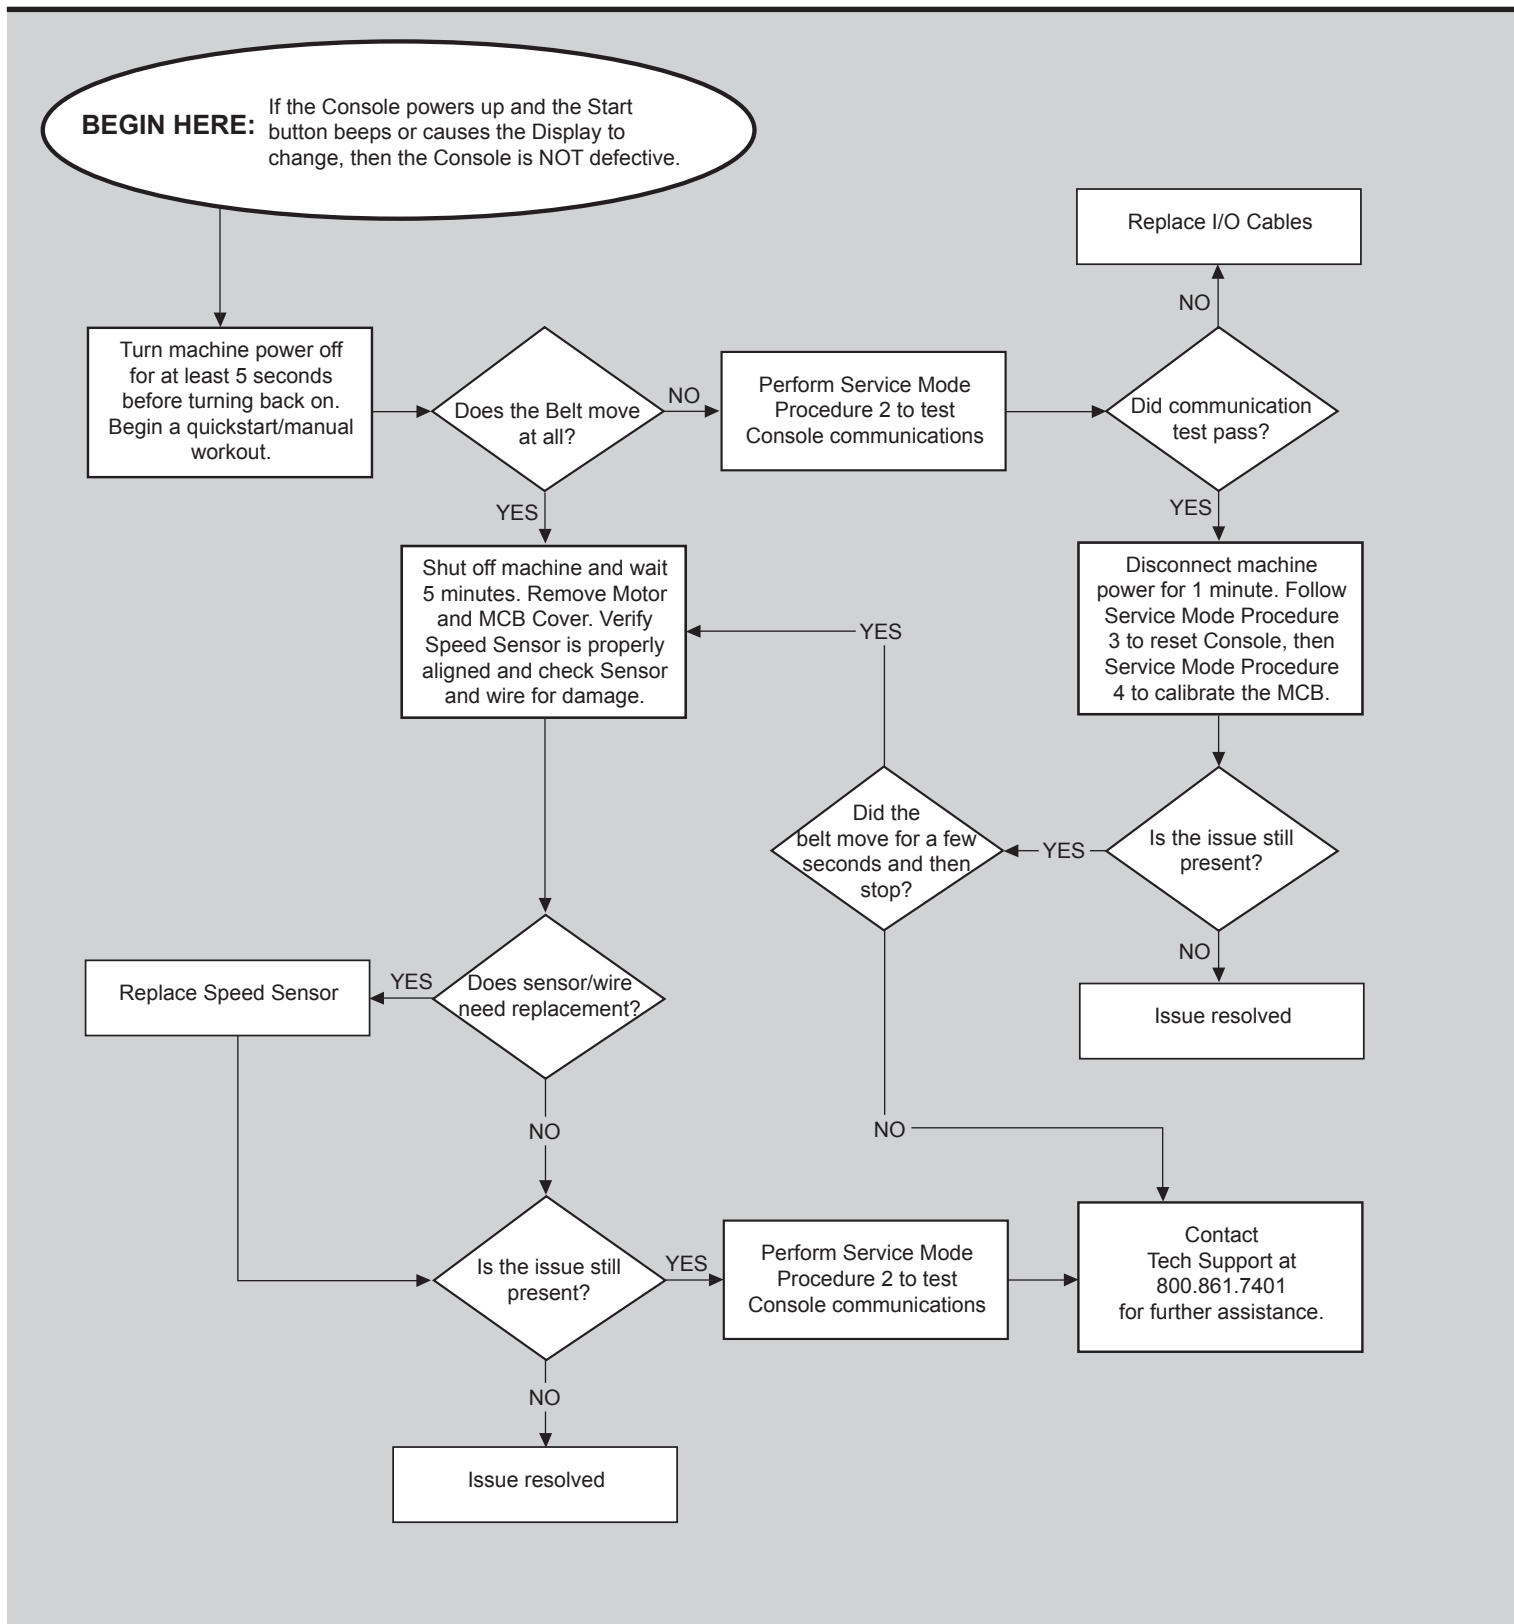 BEGIN HERE:
If the Console powers up and the Start
button beeps or causes the Display to
change, then the Console is NOT defective.
Replace I/O Cables
NO
Turn machine power off
for at least 5 seconds
before turning back on.
Begin a quickstart/manual
workout.
Does the Belt move
at all?
NO
Perform Service Mode
Procedure 2 to test
Console communications
Did communication
test pass?
YES
YES
Shut off machine and wait
5 minutes. Remove Motor
and MCB Cover. Verify
Speed Sensor is properly
aligned and check Sensor
and wire for damage.
YES
Disconnect machine
power for 1 minute. Follow
Service Mode Procedure
3 to reset Console, then
Service Mode Procedure
4 to calibrate the MCB.
Did the
belt move for a few
seconds and then
stop?
YES
Is the issue still
present?
NO
Issue resolved
Replace Speed Sensor
YES
Does sensor/wire
need replacement?
NO
NO
Is the issue still
present?
YES
Perform Service Mode
Procedure 2 to test
Console communications
Contact
Tech Support at
800.861.7401
for further assistance.
NO
Issue resolved